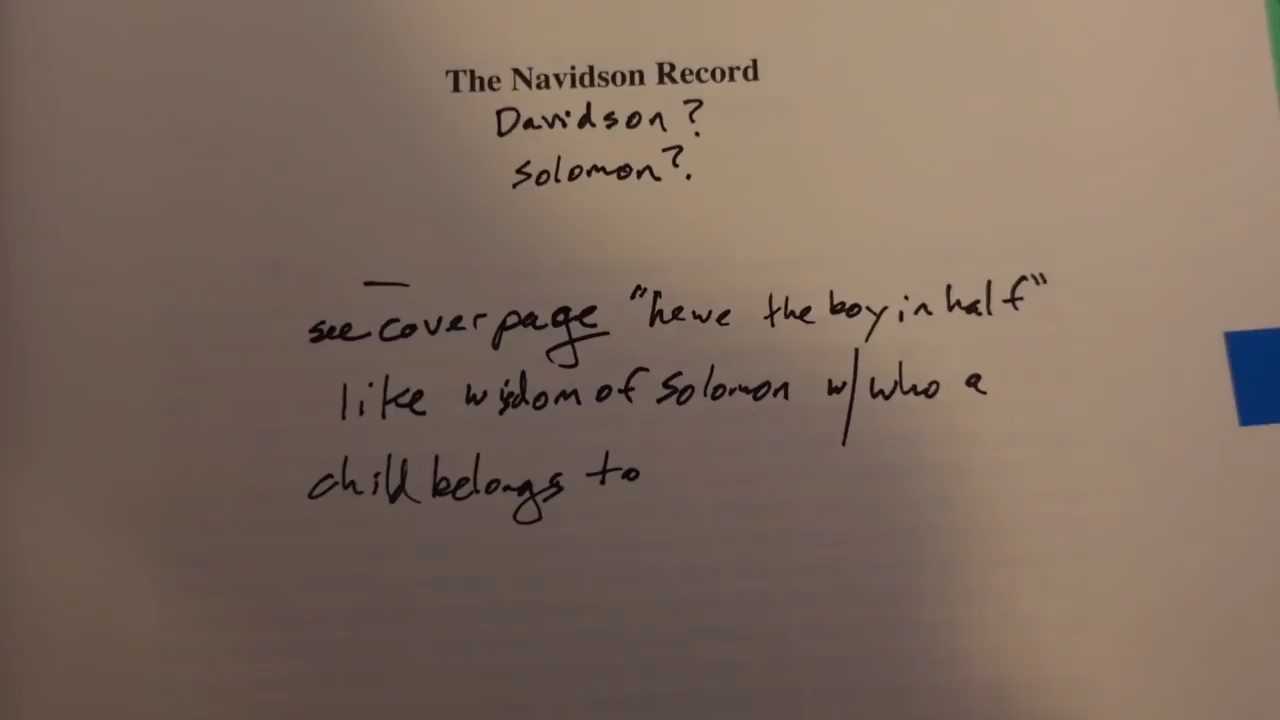 The Navidson Record
Davidson?
Solomon?
see cover page "hewe the boy in half"
like wisdom of Solomon w/ who a
child belongs to